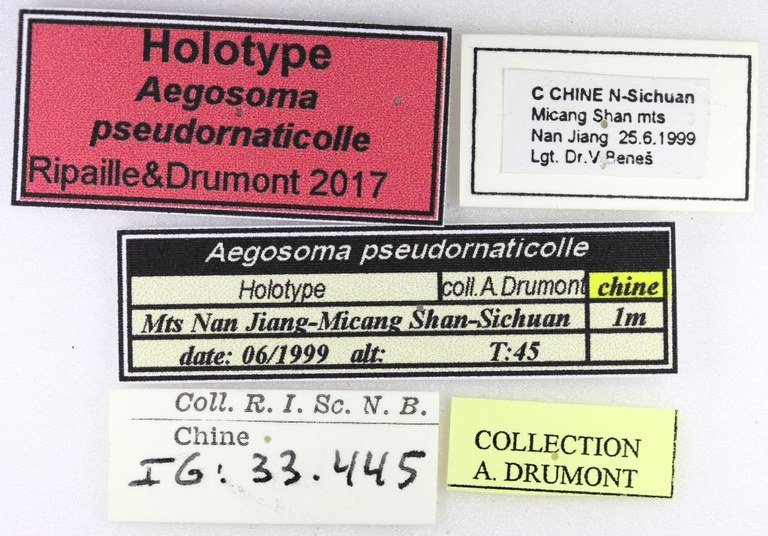 Holotype
Aegosoma
pseudornaticolle
Ripaille&Drumont 2017
C CHINE N-Sichuan
Micang Shan mts
Nan Jiang 25.6.1999
Lgt. Dr.V.Beneš
Aegosoma pseudornaticolle
Holotype coll.A.Drumont chine
Mts Nan Jiang-Micang Shan-Sichuan 1m
date: 06/1999 alt: T:45
Coll. R. I. Sc. N. B.
Chine
IG: 33.445
COLLECTION
A. DRUMONT